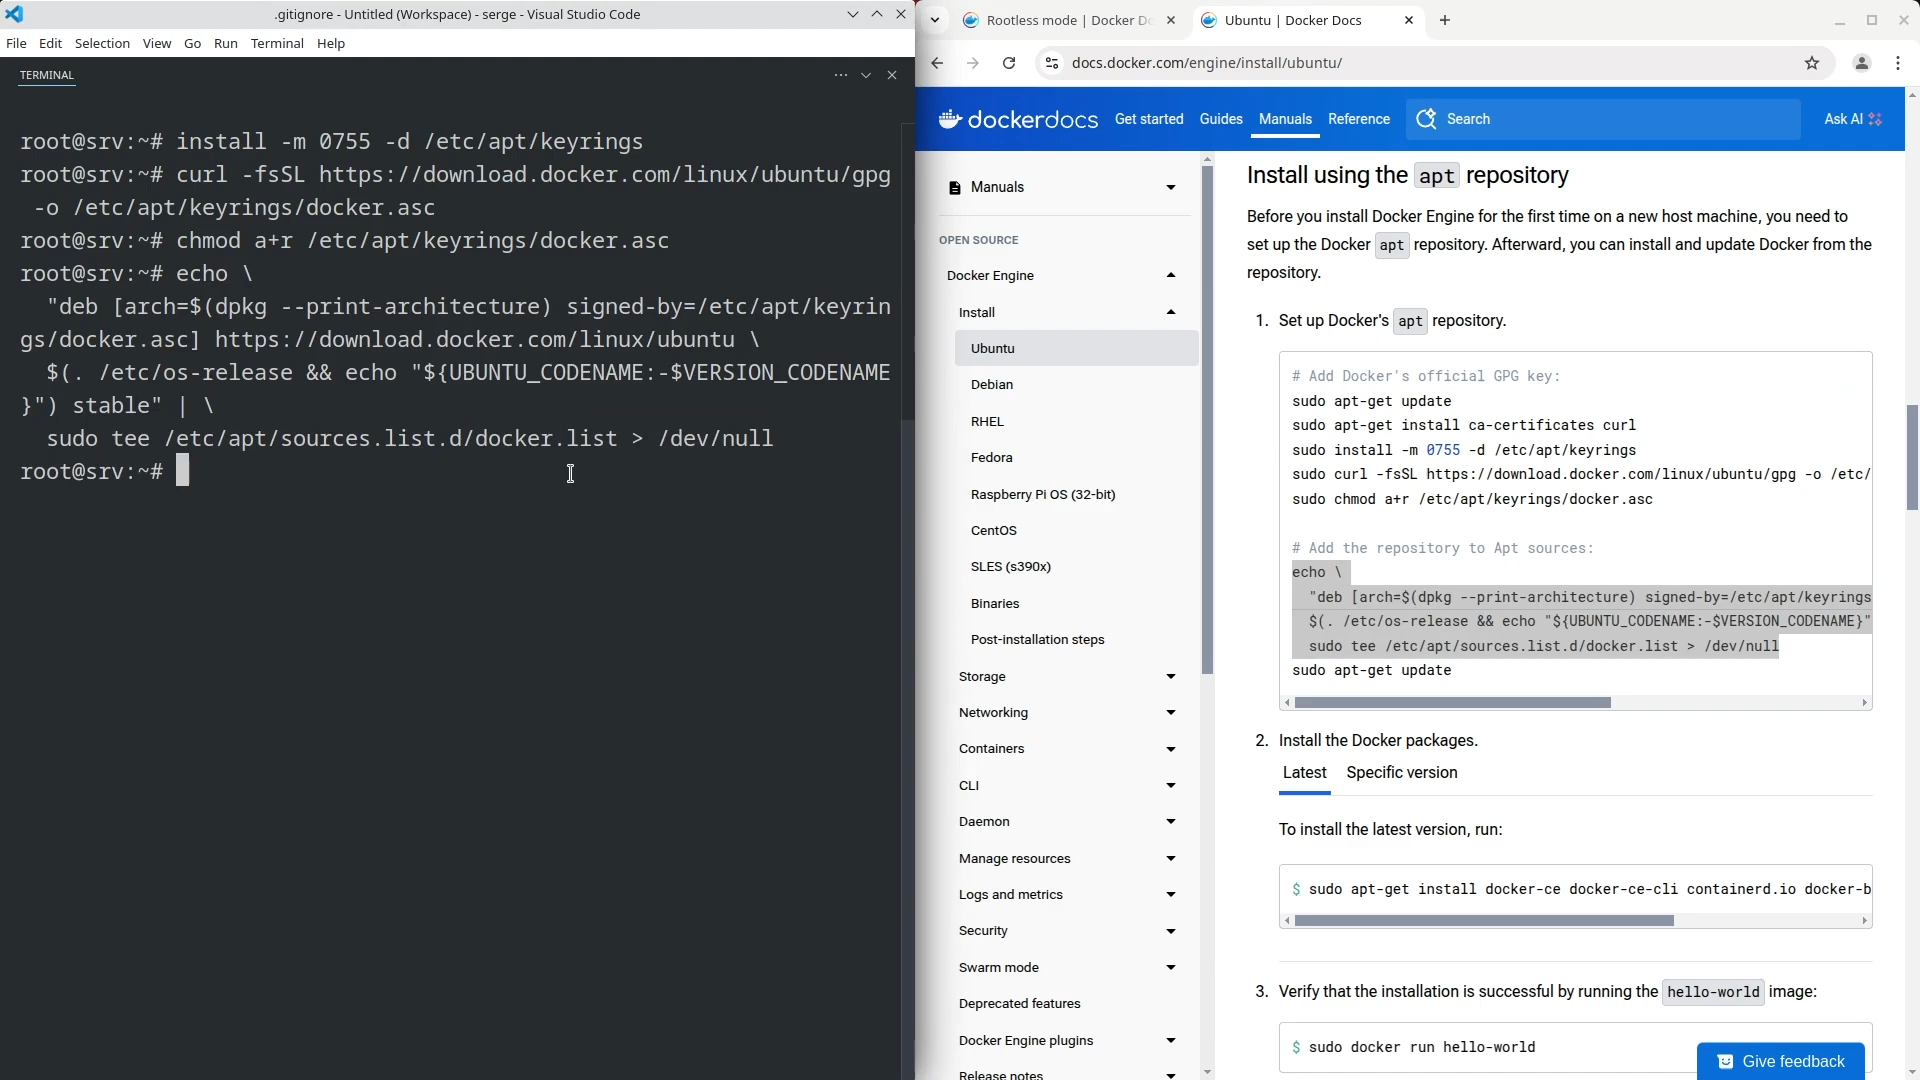 .gitignore - Untitled (Workspace) - serge - Visual Studio Code
File Edit Selection View Go Run Terminal Help
TERMINAL
root@srv:~# install -m 0755 -d /etc/apt/keyrings
root@srv:~# curl -fsSL https://download.docker.com/linux/ubuntu/gpg
-o /etc/apt/keyrings/docker.asc
root@srv:~# chmod a+r /etc/apt/keyrings/docker.asc
root@srv:~# echo \
"deb [arch=$(dpkg --print-architecture) signed-by=/etc/apt/keyrin
gs/docker.asc] https://download.docker.com/linux/ubuntu \
$(. /etc/os-release && echo "${UBUNTU_CODENAME:-$VERSION_CODENAME
}") stable" | \
sudo tee /etc/apt/sources.list.d/docker.list > /dev/null
root@srv:~#
Rootless mode | Docker Do
Ubuntu | Docker Docs
docs.docker.com/engine/install/ubuntu/
dockerdocs Get started Guides Manuals Reference Search Ask AI
Manuals
OPEN SOURCE
Docker Engine
Install
Ubuntu
Debian
RHEL
Fedora
Raspberry Pi OS (32-bit)
CentOS
SLES (s390x)
Binaries
Post-installation steps
Storage
Networking
Containers
CLI
Daemon
Manage resources
Logs and metrics
Security
Swarm mode
Deprecated features
Docker Engine plugins
Release notes
Install using the apt repository
Before you install Docker Engine for the first time on a new host machine, you need to
set up the Docker apt repository. Afterward, you can install and update Docker from the
repository.
1. Set up Docker's apt repository.
# Add Docker's official GPG key:
sudo apt-get update
sudo apt-get install ca-certificates curl
sudo install -m 0755 -d /etc/apt/keyrings
sudo curl -fsSL https://download.docker.com/linux/ubuntu/gpg -o /etc/
sudo chmod a+r /etc/apt/keyrings/docker.asc
# Add the repository to Apt sources:
echo \
"deb [arch=$(dpkg --print-architecture) signed-by=/etc/apt/keyrings
$(. /etc/os-release && echo "${UBUNTU_CODENAME:-$VERSION_CODENAME}"
sudo tee /etc/apt/sources.list.d/docker.list > /dev/null
sudo apt-get update
2. Install the Docker packages.
Latest Specific version
To install the latest version, run:
$ sudo apt-get install docker-ce docker-ce-cli containerd.io docker-b
3. Verify that the installation is successful by running the hello-world image:
$ sudo docker run hello-world
Give feedback